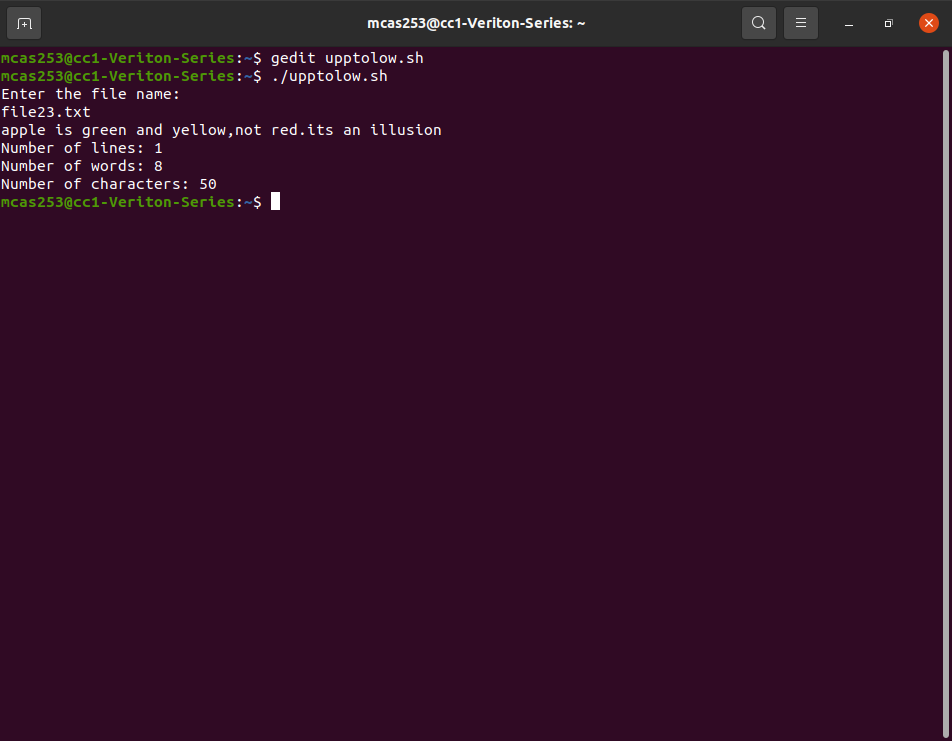 mcas253@cc1-Veriton-Series: ~
mcas253@cc1-Veriton-Series:~$ gedit upptolow.sh
mcas253@cc1-Veriton-Series:~$ ./upptolow.sh
Enter the file name:
file23.txt
apple is green and yellow,not red.its an illusion
Number of lines: 1
Number of words: 8
Number of characters: 50
mcas253@cc1-Veriton-Series:~$